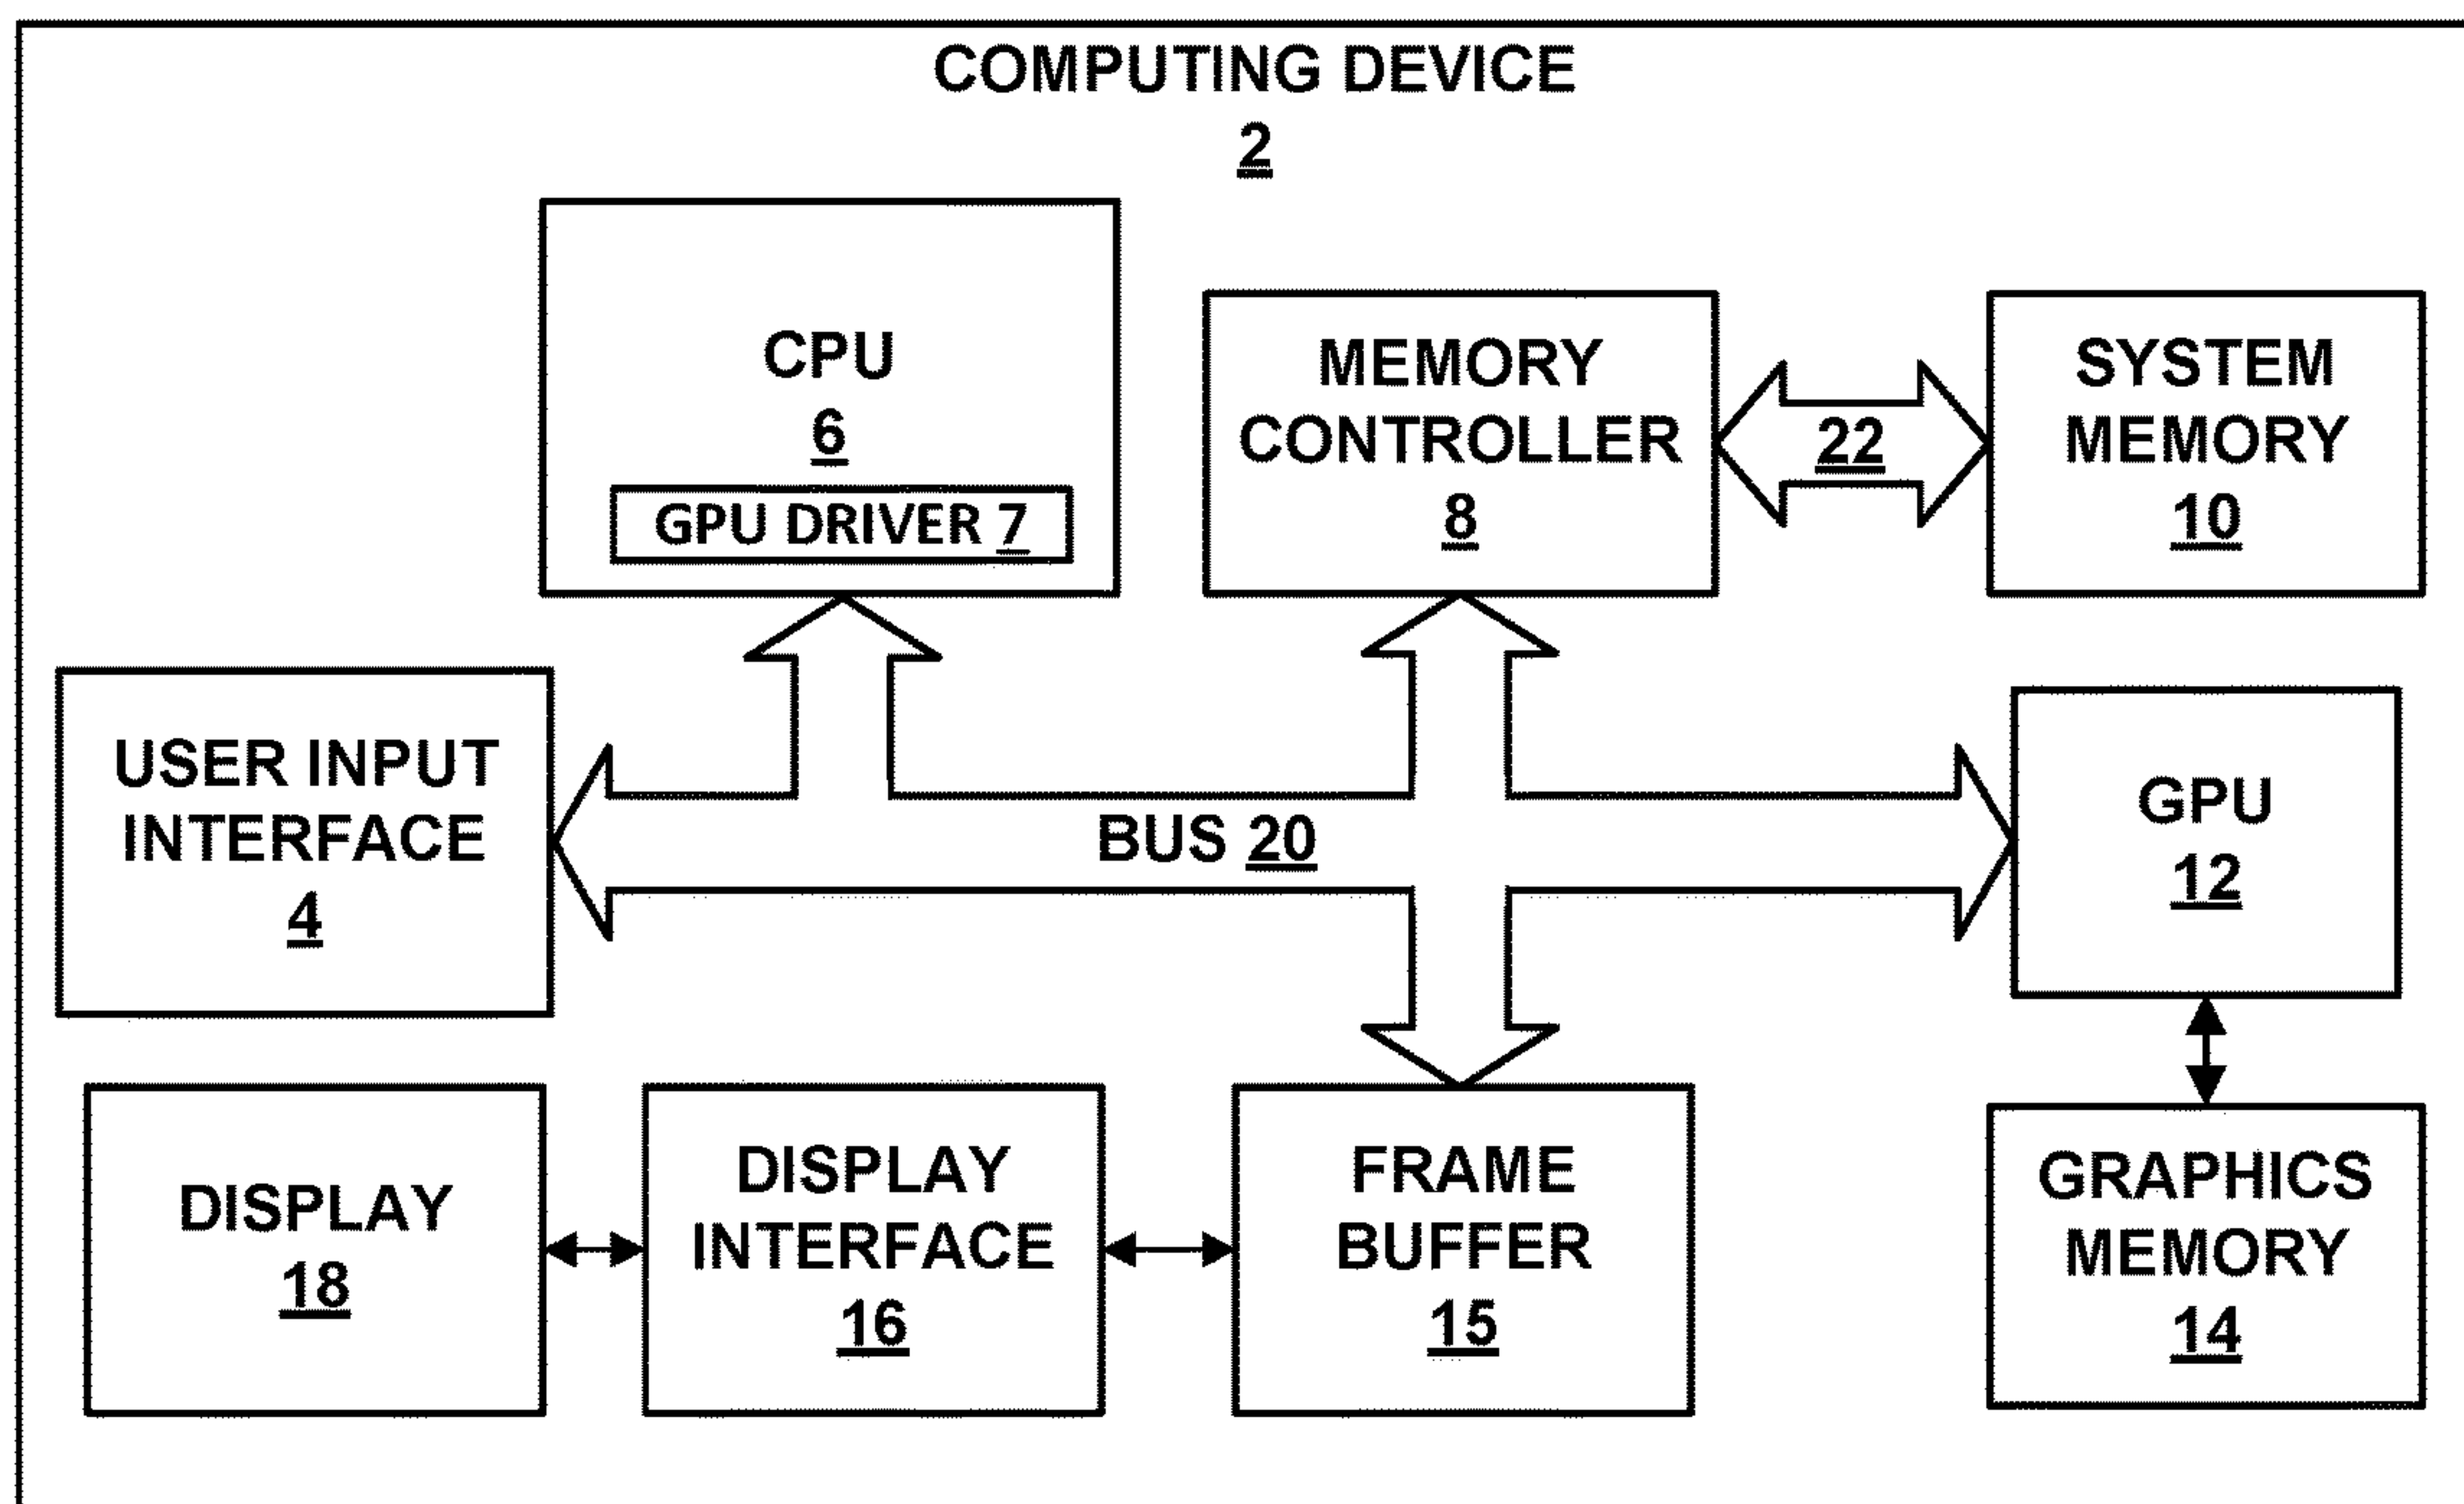 COMPUTING DEVICE
2
CPU
6
GPU DRIVER 7
MEMORY
CONTROLLER
8
22
SYSTEM
MEMORY
10
USER INPUT
INTERFACE
4
BUS 20
GPU
12
DISPLAY
18
DISPLAY
INTERFACE
16
FRAME
BUFFER
15
GRAPHICS
MEMORY
14